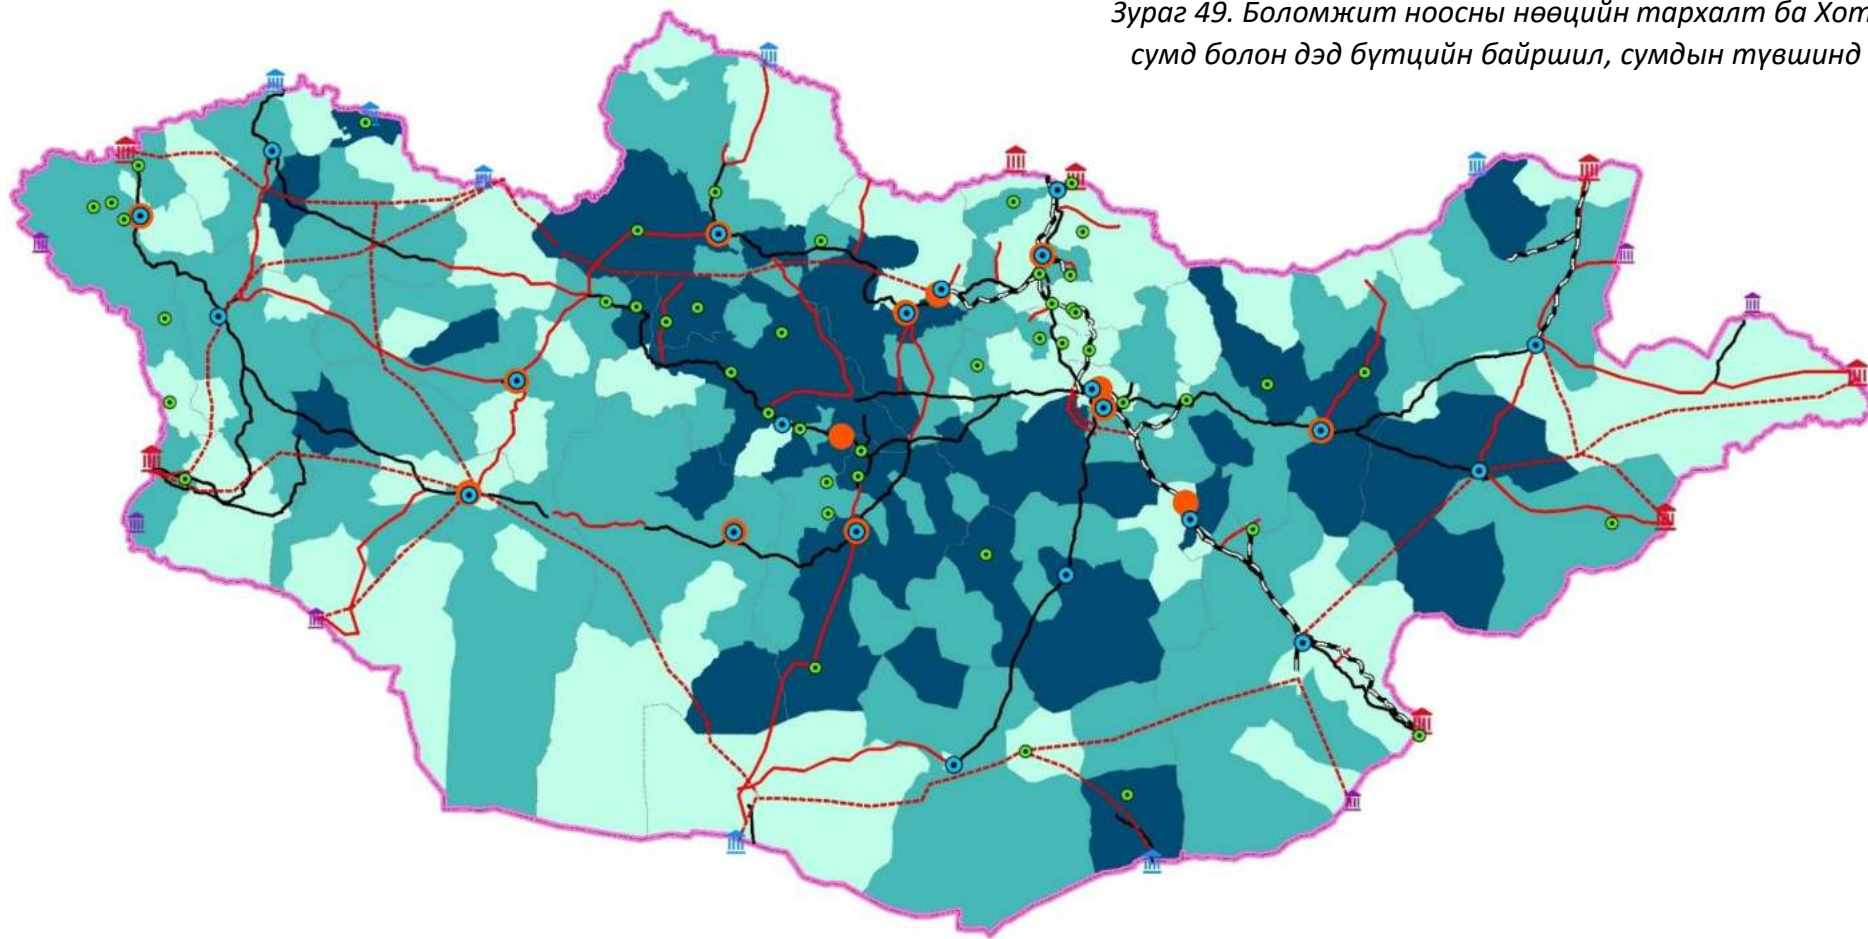 Зураг 49. Боломжит ноосны нөөцийн тархалт ба Хот
сумд болон дэд бүтцийн байршил, сумдын түвшинд